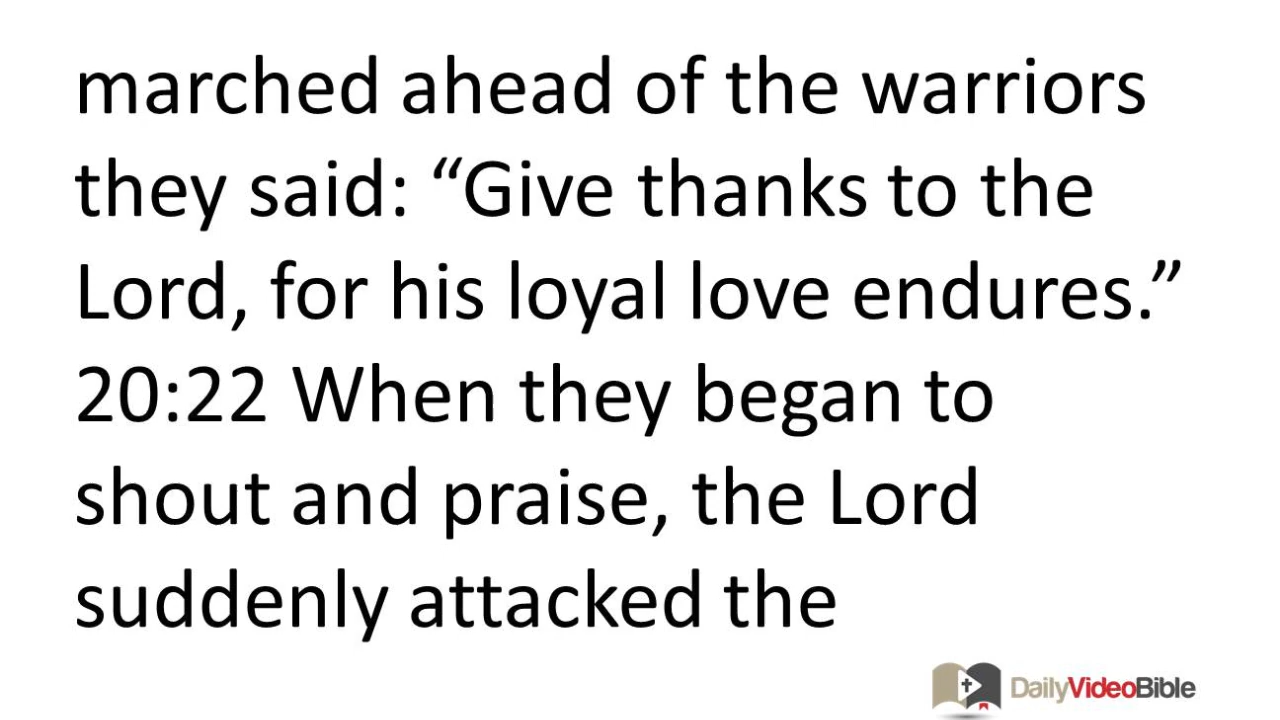 marched ahead of the warriors
they said: “Give thanks to the
Lord, for his loyal love endures.”
20:22 When they began to
shout and praise, the Lord
suddenly attacked the
DailyVideoBible